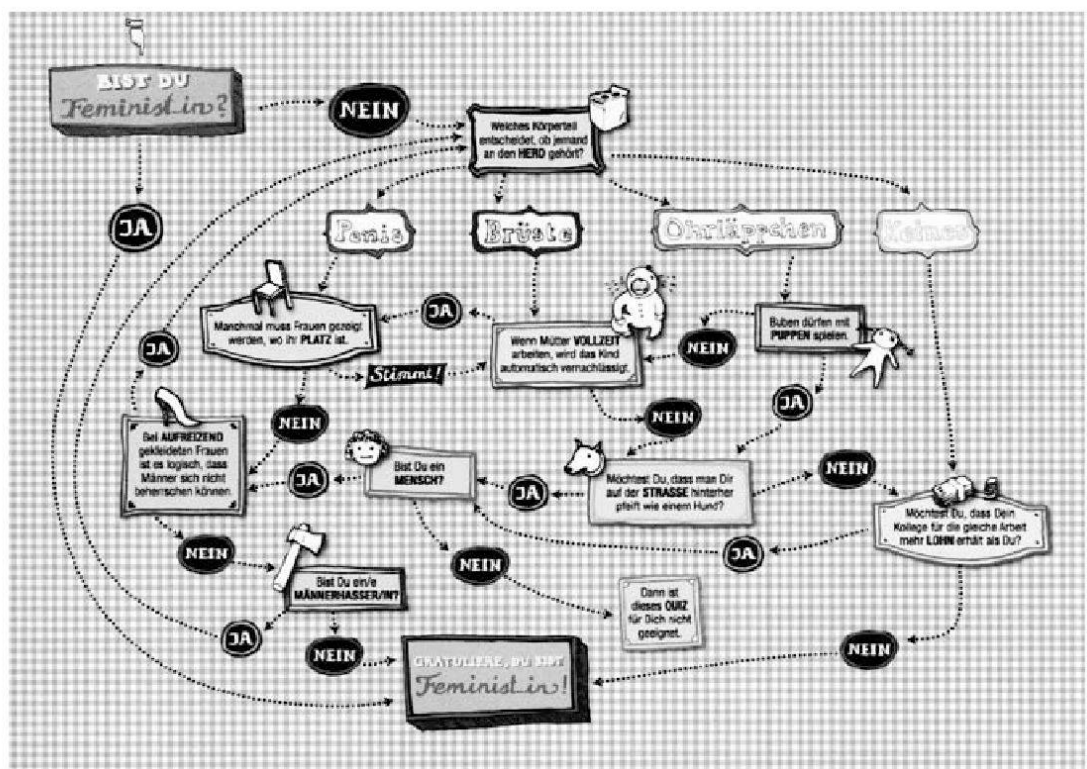 BIST DU
Feminist_in?
NEIN
Welches Körperteil
entscheidet, ob jemand
an den HERD gehört?
JA
Penis
Brüste
Ohrläppchen
Keines
Manchmal muss Frauen gezeigt
werden, wo ihr PLATZ ist.
JA
Wenn Mütter VOLLZEIT
arbeiten, wird das Kind
automatisch vernachlässigt.
NEIN
Buben dürfen mit
PUPPEN spielen.
JA
Stimmt!
NEIN
NEIN
JA
Bei AUFREIZEND
gekleideten Frauen
ist es logisch, dass
Männer sich nicht
beherrschen können.
JA
Bist Du ein
MENSCH?
JA
Möchtest Du, dass man Dir
auf der STRASSE hinterher
pfeift wie einem Hund?
NEIN
Möchtest Du, dass Dein
Kollege für die gleiche Arbeit
mehr LOHN erhält als Du?
NEIN
Bist Du ein/e
MÄNNERHASSER/IN?
NEIN
JA
Dann ist
dieses QUIZ
für Dich nicht
geeignet.
JA
NEIN
NEIN
GRATULIERE, DU BIST
Feminist_in!